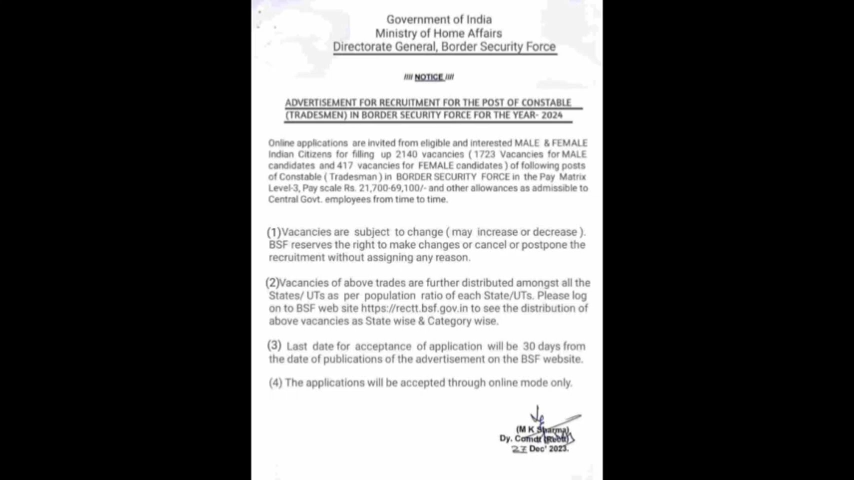 Government of India
Ministry of Home Affairs
Directorate General, Border Security Force
//// NOTICE ////
ADVERTISEMENT FOR RECRUITMENT FOR THE POST OF CONSTABLE
(TRADESMEN) IN BORDER SECURITY FORCE FOR THE YEAR- 2024
Online applications are invited from eligible and interested MALE & FEMALE
Indian Citizens for filling up 2140 vacancies ( 1723 Vacancies for MALE
candidates and 417 vacancies for FEMALE candidates ) of following posts
of Constable ( Tradesman ) in BORDER SECURITY FORCE in the Pay Matrix
Level-3, Pay scale Rs. 21,700-69,100/- and other allowances as admissible to
Central Govt. employees from time to time.
(1)Vacancies are subject to change ( may increase or decrease ).
BSF reserves the right to make changes or cancel or postpone the
recruitment without assigning any reason.
(2)Vacancies of above trades are further distributed amongst all the
States/ UTs as per population ratio of each State/UTs. Please log
on to BSF web site https://rectt.bsf.gov.in to see the distribution of
above vacancies as State wise & Category wise.
(3) Last date for acceptance of application will be 30 days from
the date of publications of the advertisement on the BSF website.
(4) The applications will be accepted through online mode only.
(M K Sharma)
Dy. Comdt (Rectt)
27 Dec' 2023.